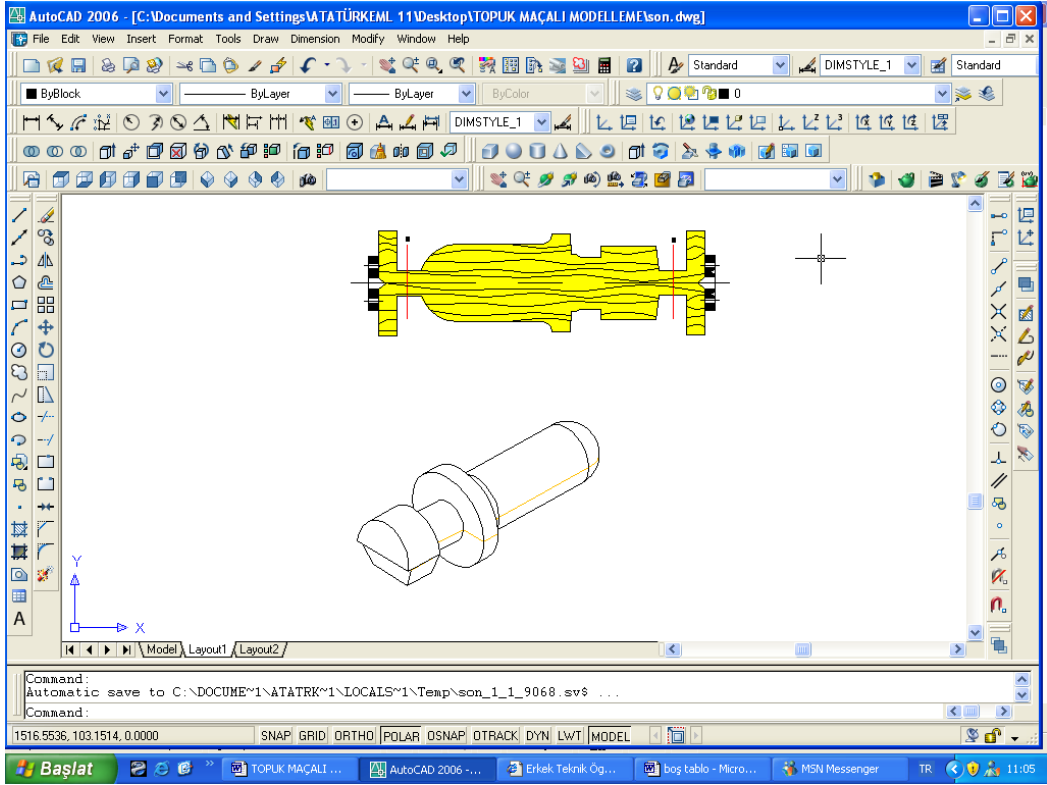 AutoCAD 2006 - [C:\Documents and Settings\ATATÜRKEML 11\Desktop\TOPUK MAÇALI MODELLEME\son.dwg]
File Edit View Insert Format Tools Draw Dimension Modify Window Help
Standard DIMSTYLE_1 Standard
ByBlock ByLayer ByLayer ByColor 0
DIMSTYLE_1
Y
X
A
Model Layout1 Layout2
Command:
Automatic save to C:\DOCUME~1\ATATRK~1\LOCALS~1\Temp\son_1_1_9068.sv$ ...
Command:
1516.5536, 103.1514, 0.0000 SNAP GRID ORTHO POLAR OSNAP OTRACK DYN LWT MODEL
Başlat TOPUK MAÇALI ... AutoCAD 2006 -... Erkek Teknik Öğ... boş tablo - Micro... MSN Messenger TR 11:05